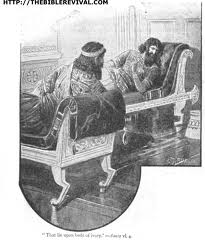 HTTP://THEBIBLEREVIVAL.COM
" That lie upon beds of ivory."—Amos vi. 4.